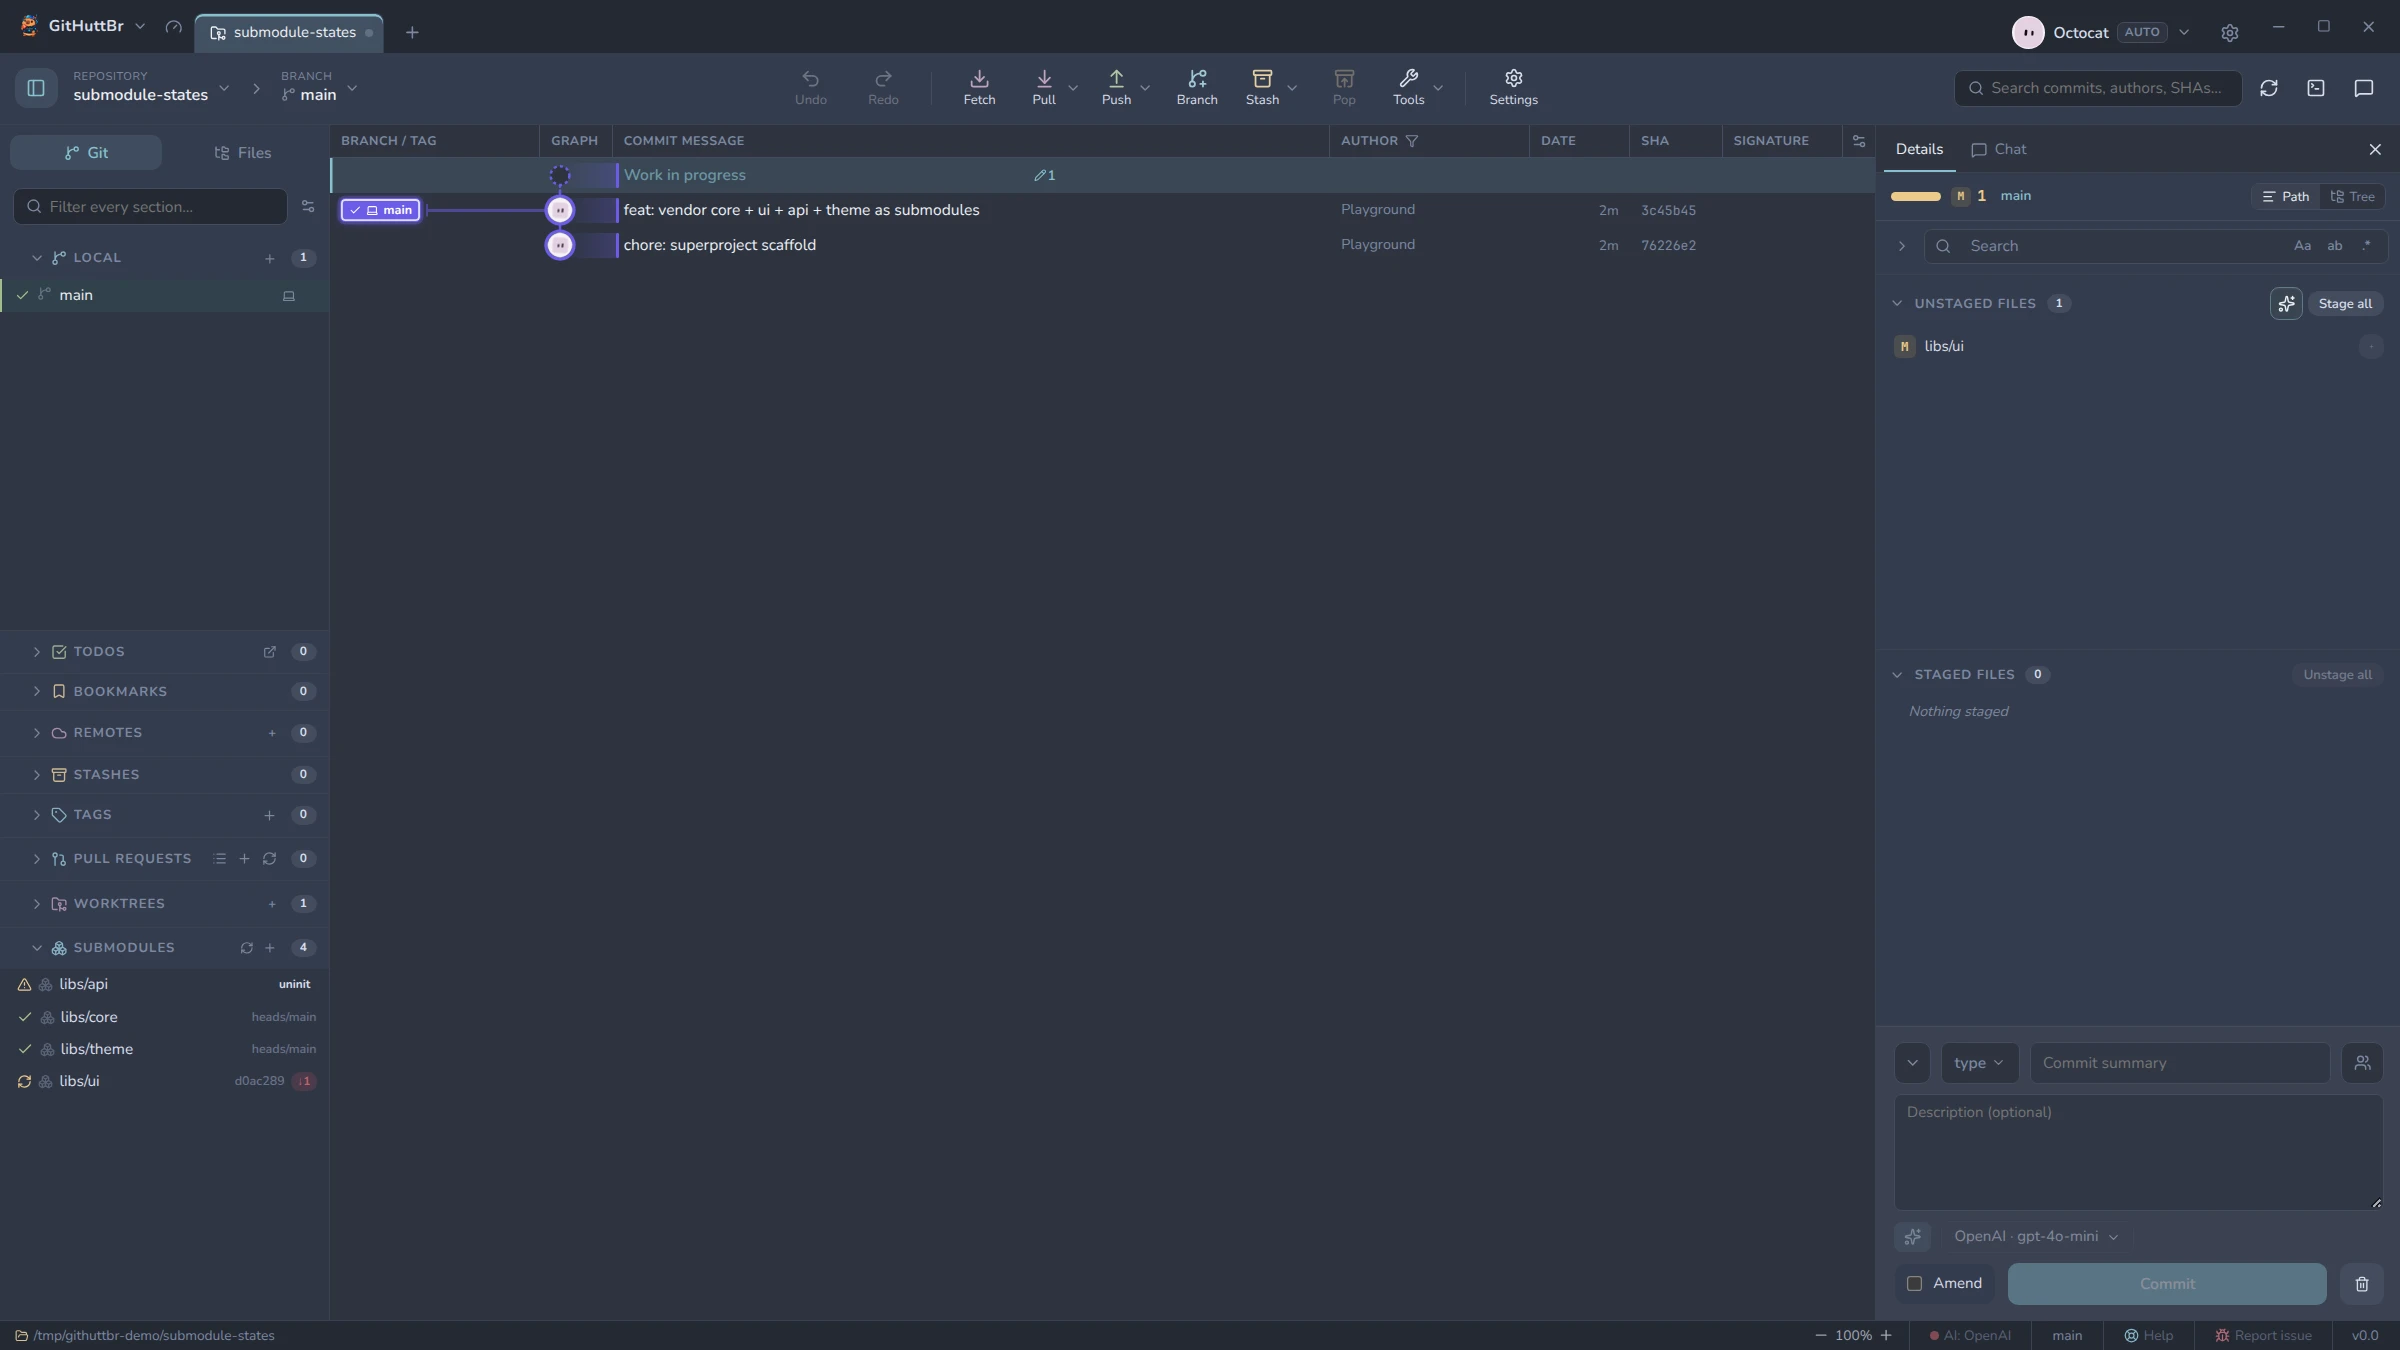 GitHuttBr
submodule-states
Octocat
AUTO
REPOSITORY
submodule-states
BRANCH
main
Undo
Redo
Fetch
Pull
Push
Branch
Stash
Pop
Tools
Settings
Search commits, authors, SHAs...
Git
Files
Filter every section...
LOCAL
1
main
TODOS
0
BOOKMARKS
0
REMOTES
0
STASHES
0
TAGS
0
PULL REQUESTS
0
WORKTREES
1
SUBMODULES
4
libs/api
uninit
libs/core
heads/main
libs/theme
heads/main
libs/ui
d0ac289
↓1
BRANCH / TAG
GRAPH
COMMIT MESSAGE
AUTHOR
DATE
SHA
SIGNATURE
Work in progress
1
main
feat: vendor core + ui + api + theme as submodules
Playground
2m
3c45b45
chore: superproject scaffold
Playground
2m
76226e2
Details
Chat
M 1 main
Path
Tree
Search
Aa
ab
.*
UNSTAGED FILES
1
Stage all
M
libs/ui
STAGED FILES
0
Unstage all
Nothing staged
type
Commit summary
Description (optional)
OpenAI · gpt-4o-mini
Amend
Commit
/tmp/githuttbr-demo/submodule-states
100%
AI: OpenAI
main
Help
Report issue
v0.0